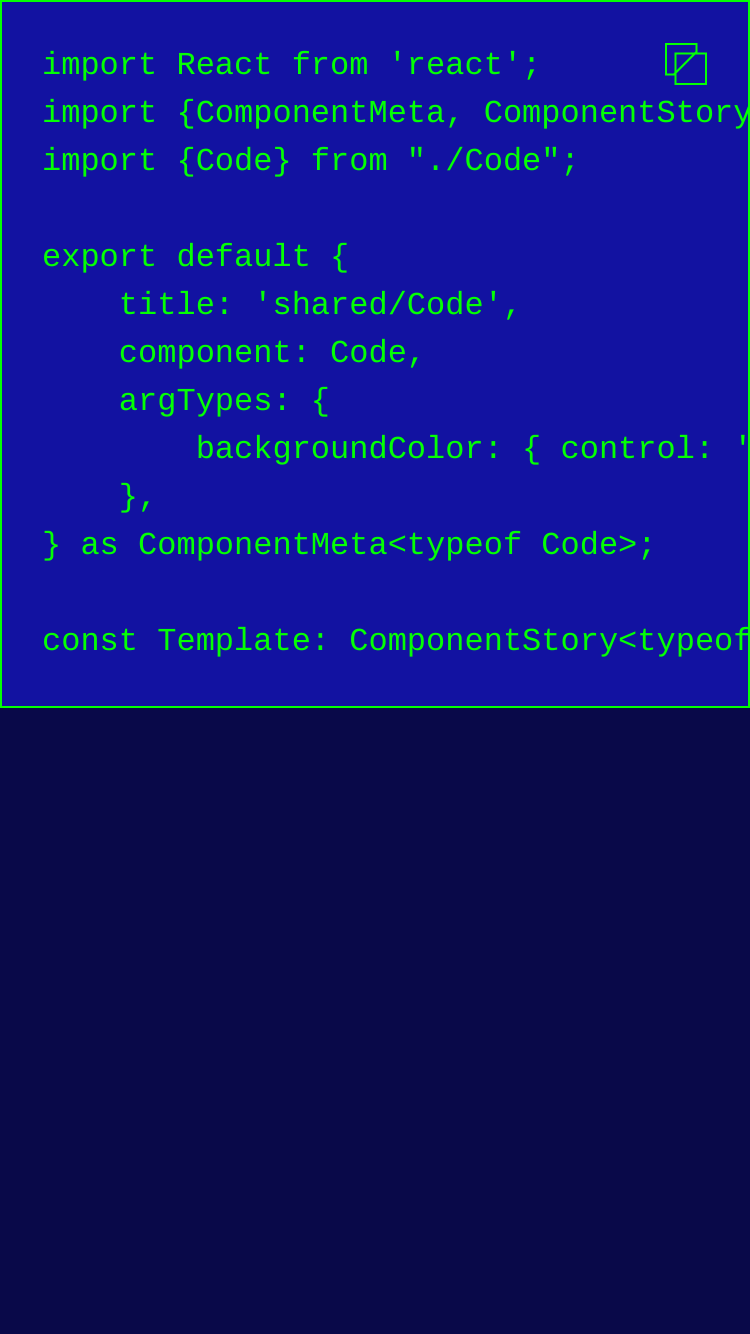 import React from 'react';
import {ComponentMeta, ComponentStory
import {Code} from "./Code";
export default {
title: 'shared/Code',
component: Code,
argTypes: {
backgroundColor: { control: '
},
} as ComponentMeta<typeof Code>;
const Template: ComponentStory<typeof